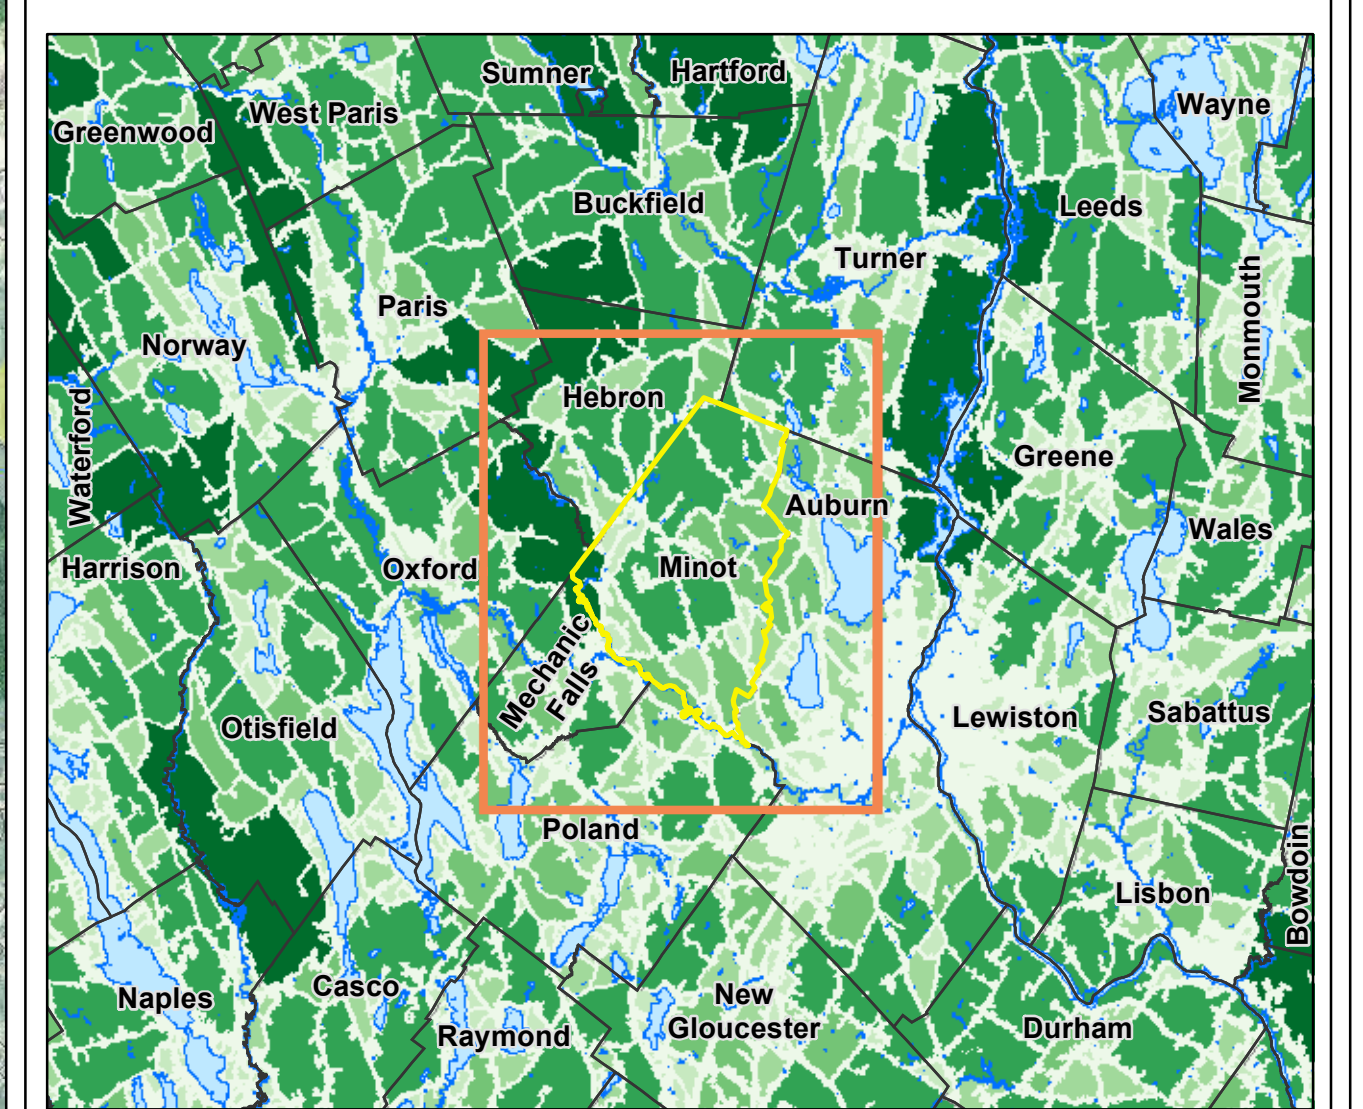 Sumner
Hartford
Wayne
West Paris
Greenwood
Buckfield
Leeds
Turner
Paris
Monmouth
Norway
Hebron
Waterford
Greene
Auburn
Wales
Harrison
Oxford
Minot
Mechanic
Falls
Otisfield
Lewiston
Sabattus
Poland
Bowdoin
Lisbon
Naples
Casco
New
Gloucester
Raymond
Durham